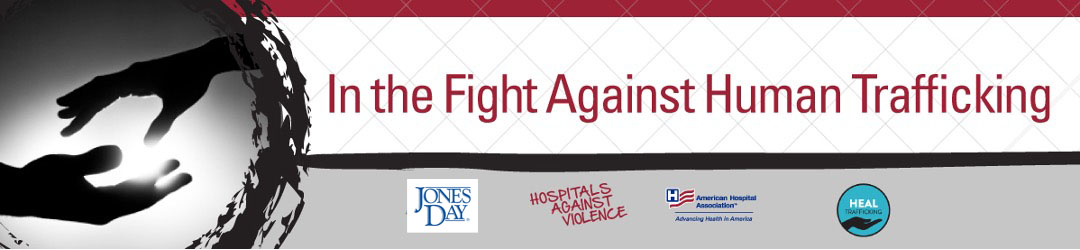 In the Fight Against Human Trafficking
JONES
DAY
HOSPITALS
AGAINST
VIOLENCE
H
American Hospital
Association™
Advancing Health in America
HEAL
TRAFFICKING